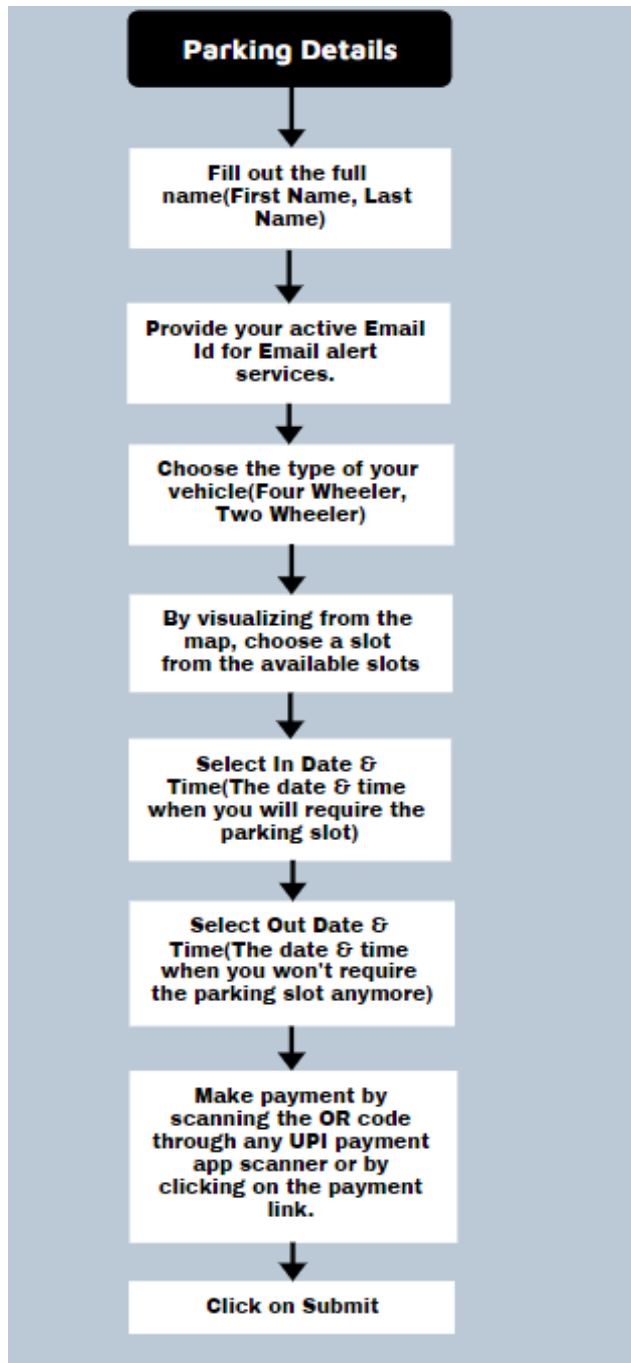 Parking Details
Fill out the full
name(First Name, Last
Name)
Provide your active Email
Id for Email alert
services.
Choose the type of your
vehicle(Four Wheeler,
Two Wheeler)
By visualizing from the
map, choose a slot
from the available slots
Select In Date &
Time(The date & time
when you will require the
parking slot)
Select Out Date &
Time(The date & time
when you won't require
the parking slot anymore)
Make payment by
scanning the OR code
through any UPI payment
app scanner or by
clicking on the payment
link.
Click on Submit